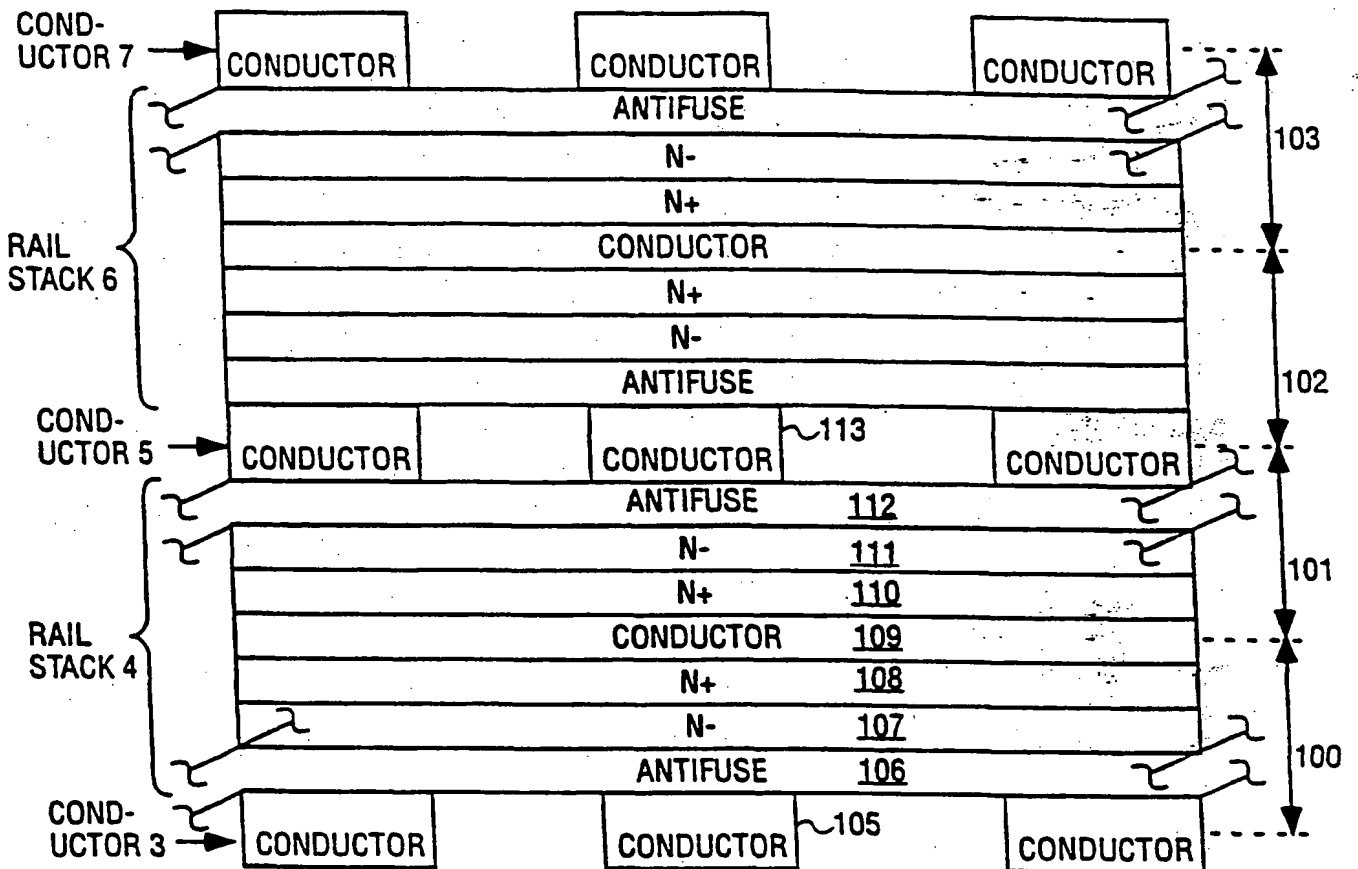 COND-
UCTOR 7
CONDUCTOR CONDUCTOR CONDUCTOR
ANTIFUSE
103
N-
N+
RAIL
STACK 6
CONDUCTOR
N+
N-
102
ANTIFUSE
COND-
UCTOR 5
113
CONDUCTOR CONDUCTOR CONDUCTOR
ANTIFUSE 112
N- 111
101
N+ 110
RAIL
STACK 4
CONDUCTOR 109
N+ 108
N- 107
100
ANTIFUSE 106
COND-
UCTOR 3
105
CONDUCTOR CONDUCTOR CONDUCTOR